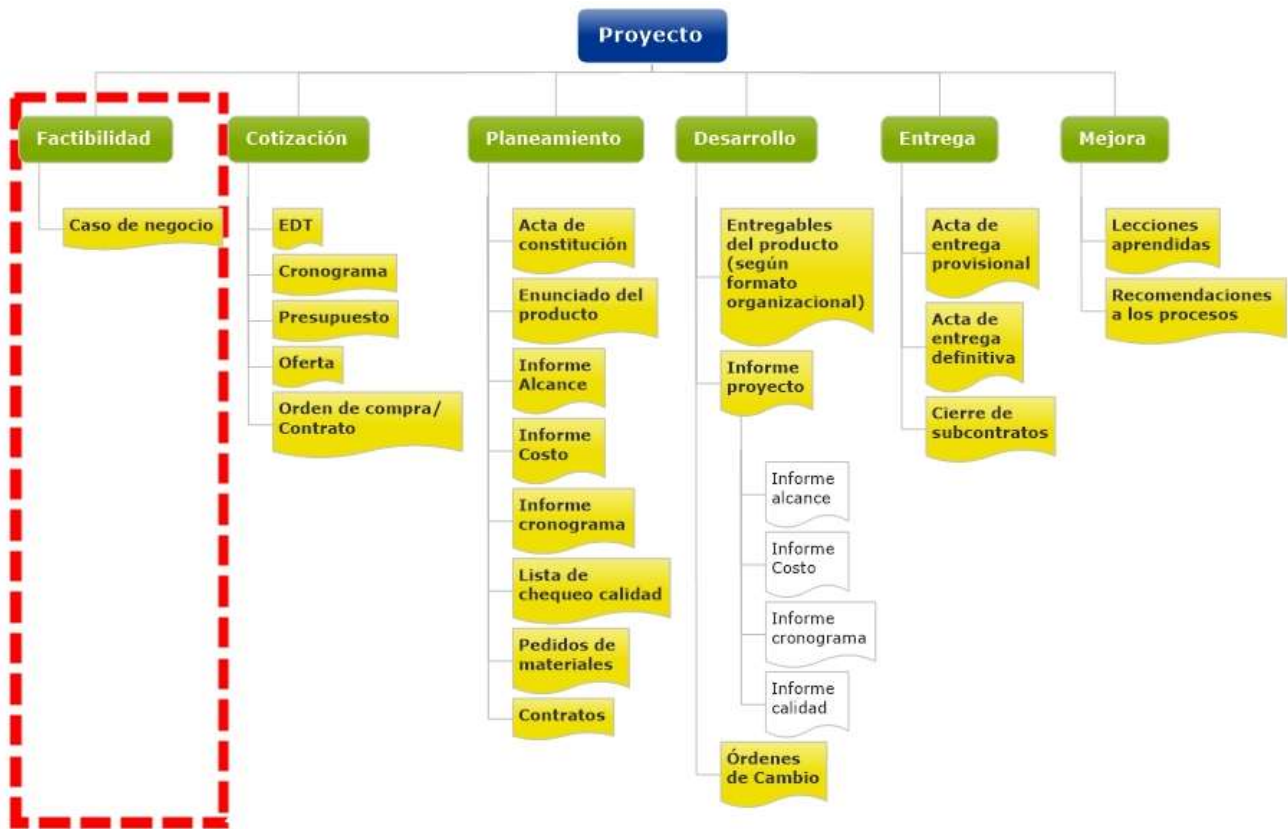 Proyecto
Factibilidad
Caso de negocio
Cotización
EDT
Cronograma
Presupuesto
Oferta
Orden de compra/
Contrato
Planeamiento
Acta de
constitución
Enunciado del
producto
Informe
Alcance
Informe
Costo
Informe
cronograma
Lista de
chequeo calidad
Pedidos de
materiales
Contratos
Desarrollo
Entregables
del producto
(según
formato
organizacional)
Informe
proyecto
Informe
alcance
Informe
Costo
Informe
cronograma
Informe
calidad
Órdenes
de Cambio
Entrega
Acta de
entrega
provisional
Acta de
entrega
definitiva
Cierre de
subcontratos
Mejora
Lecciones
aprendidas
Recomendaciones
a los procesos